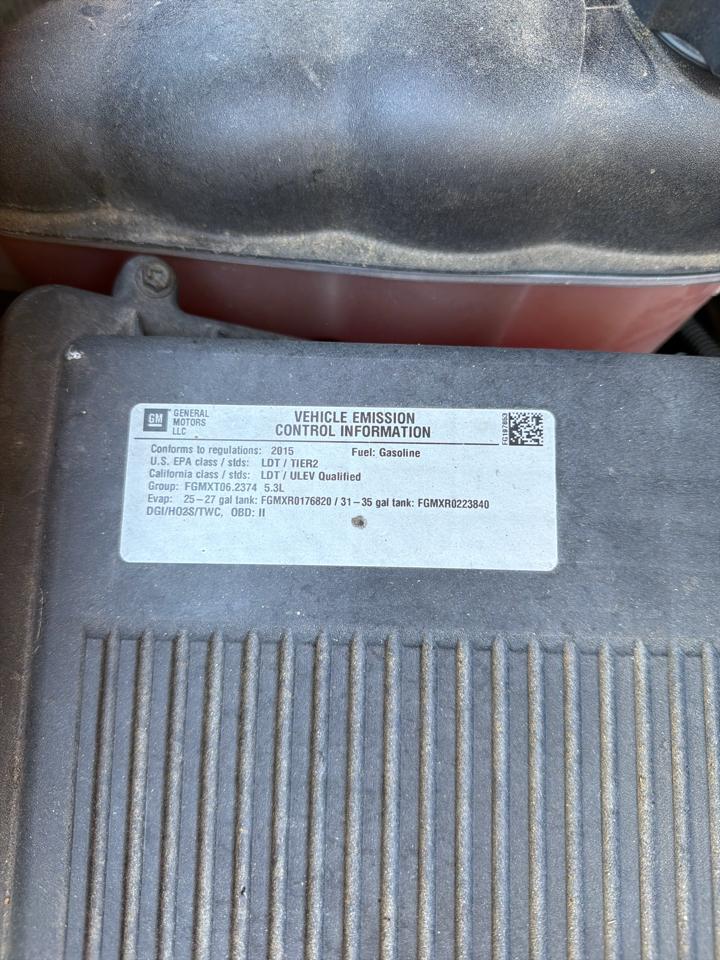 GM GENERAL MOTORS LLC
VEHICLE EMISSION
CONTROL INFORMATION
FG197853
Conforms to regulations: 2015 Fuel: Gasoline
U.S. EPA class / stds: LDT / TIER2
California class / stds: LDT / ULEV Qualified
Group: FGMXT06.2374 5.3L
Evap: 25–27 gal tank: FGMXR0176820 / 31–35 gal tank: FGMXR0223840
DGI/HO2S/TWC, OBD: II